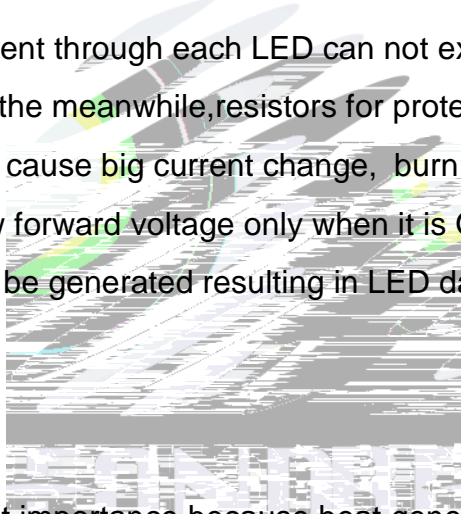 ent through each LED can not ex
the meanwhile,resistors for prote
cause big current change, burn
forward voltage only when it is
be generated resulting in LED da
importance because heat gene